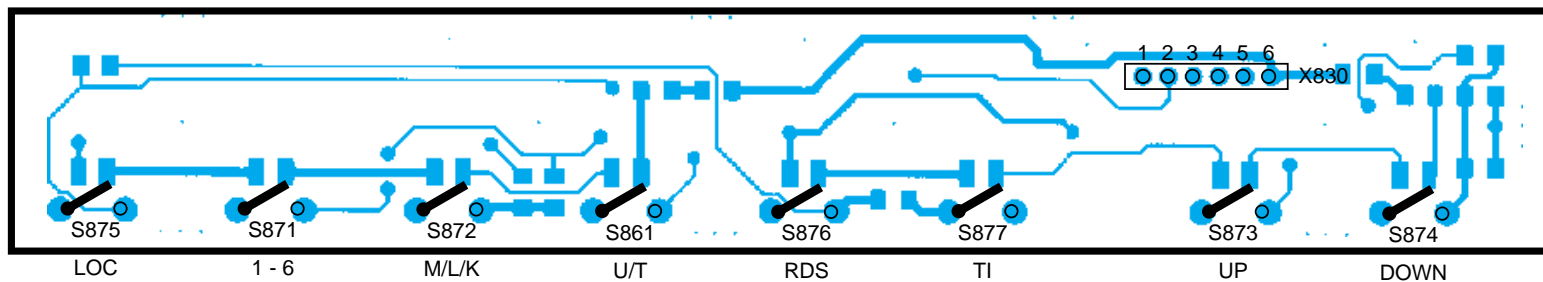 1 2 3 4 5 6
X830
S875 S871 S872 S861 S876 S877 S873 S874
LOC 1 - 6 M/L/K U/T RDS TI UP DOWN